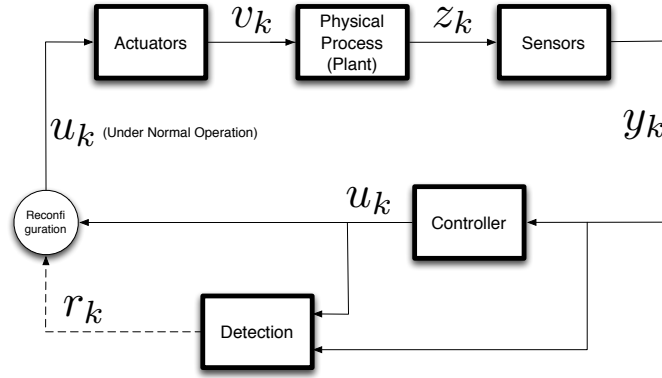 Actuators
v_k
Physical
Process
(Plant)
z_k
Sensors
u_k (Under Normal Operation)
y_k
Reconfi
guration
u_k
Controller
r_k
Detection